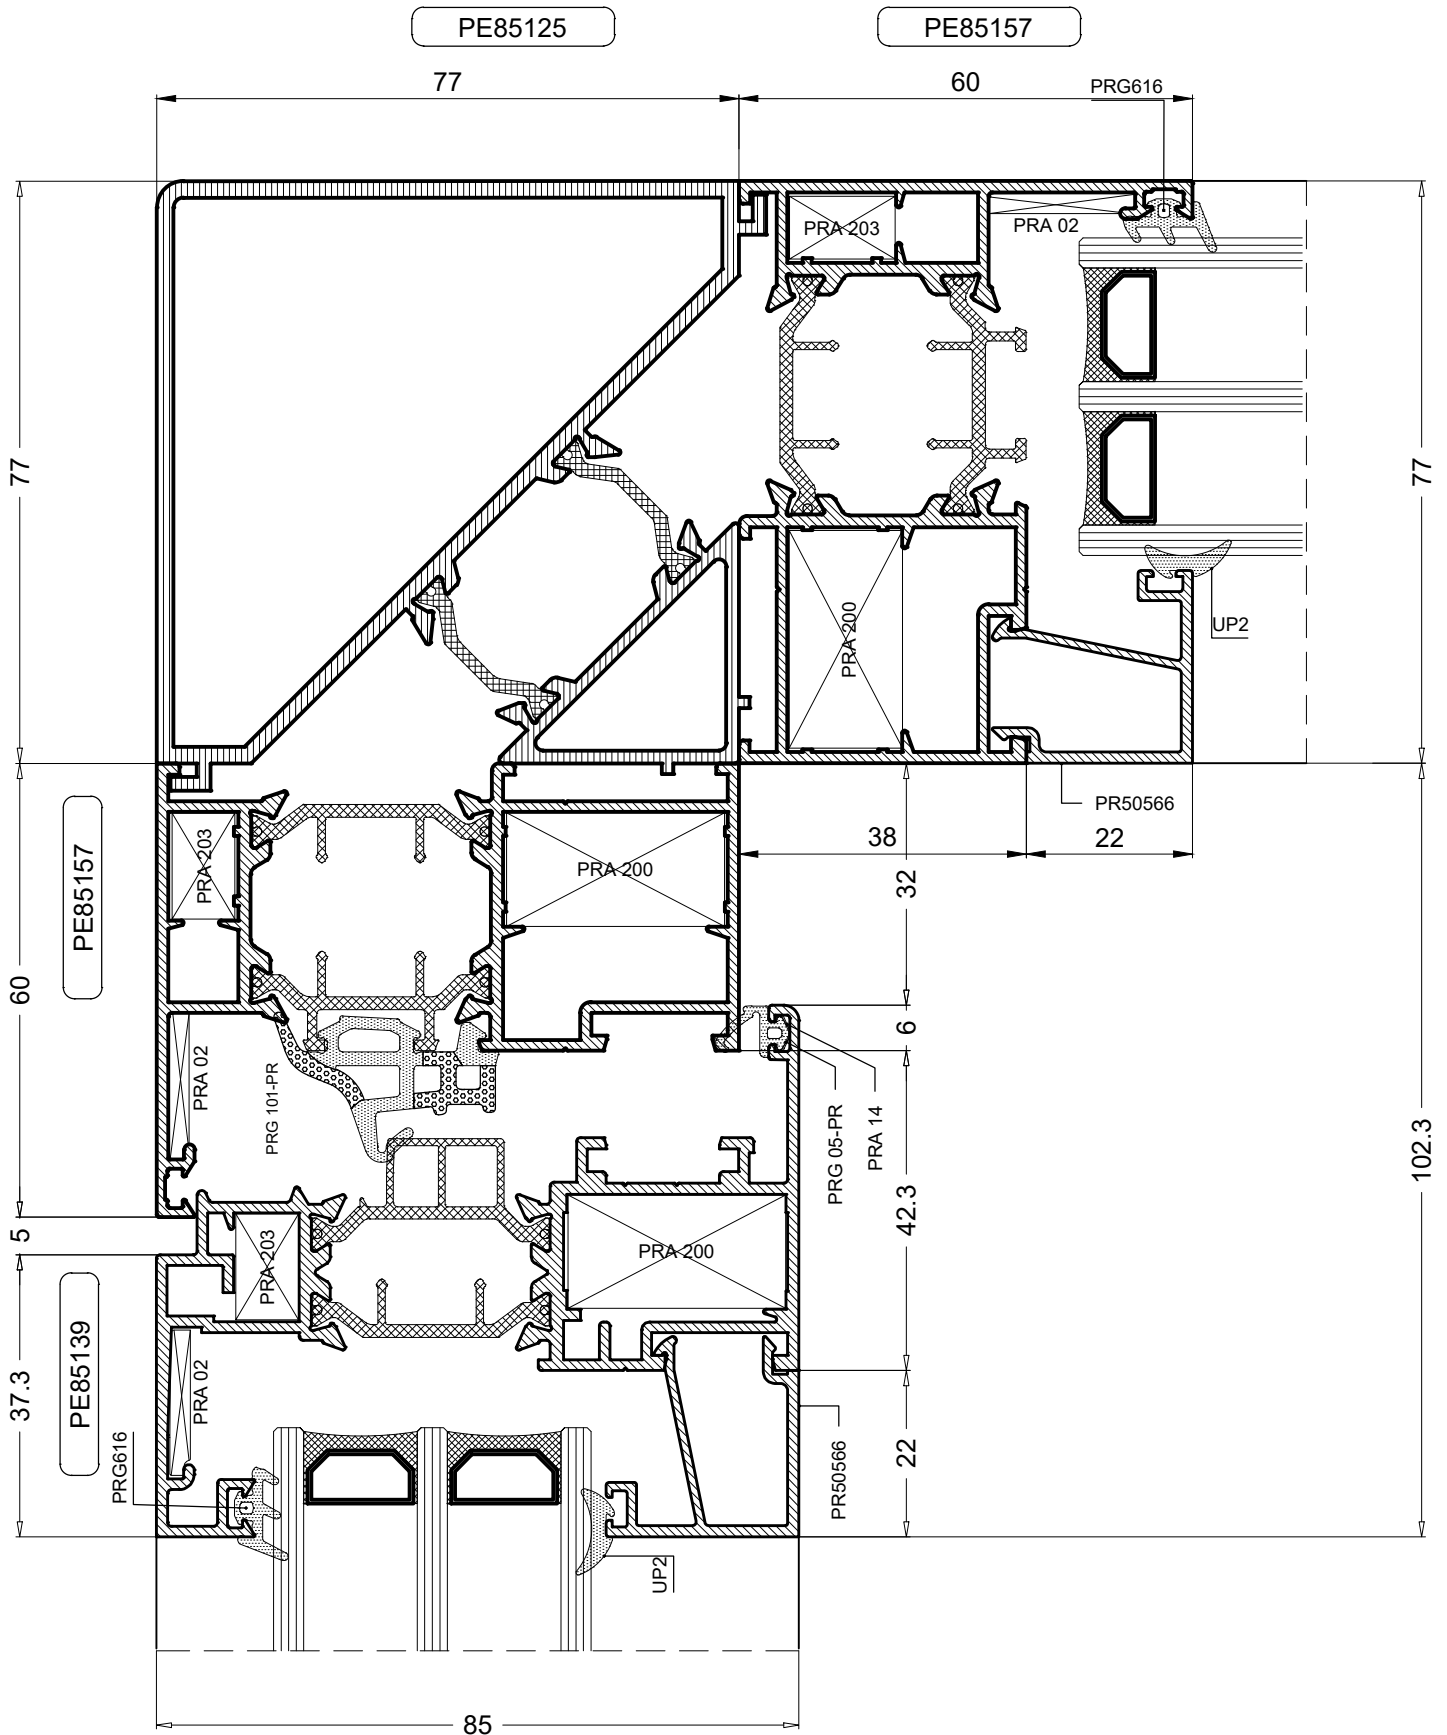 PE85125
PE85157
77
60
PRG616
PRA 203
PRA 02
77
77
PRA 200
UP2
PR50566
38
22
PE85157
PRA 203
PRA 200
32
60
6
PRA 02
PRG 101-PR
PRG 05-PR
PRA 14
102.3
42.3
5
PRA 203
PRA 200
PE85139
37.3
PRA 02
PRG616
22
PR50566
UP2
85